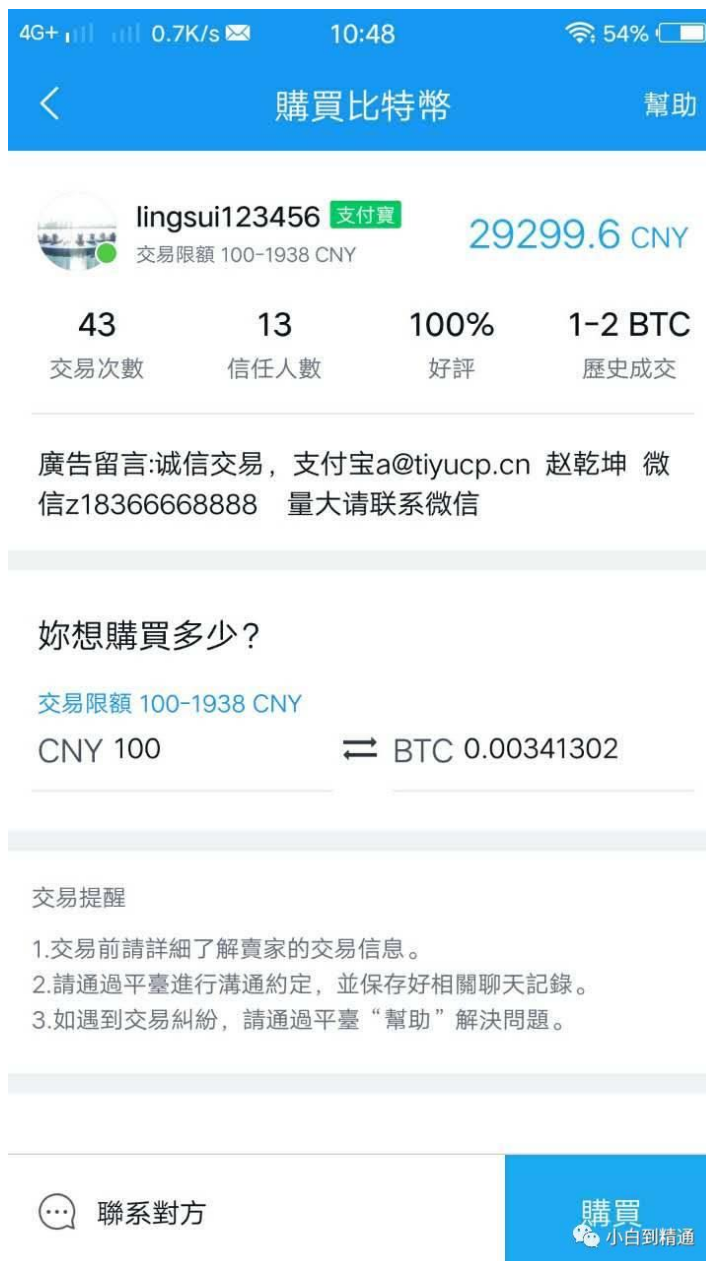 4G+ 0.7K/s 10:48 54%
購買比特幣 幫助
lingsui123456 支付寶
29299.6 CNY
交易限額 100-1938 CNY
43 13 100% 1-2 BTC
交易次數 信任人數 好評 歷史成交
廣告留言:诚信交易，支付宝a@tiyucp.cn 赵乾坤 微
信z18366668888 量大请联系微信
妳想購買多少?
交易限額 100-1938 CNY
CNY 100 BTC 0.00341302
交易提醒
1.交易前請詳細了解賣家的交易信息。
2.請通過平臺進行溝通約定，並保存好相關聊天記錄。
3.如遇到交易糾紛，請通過平臺“幫助”解決問題。
聯系對方 購買
小白到精通